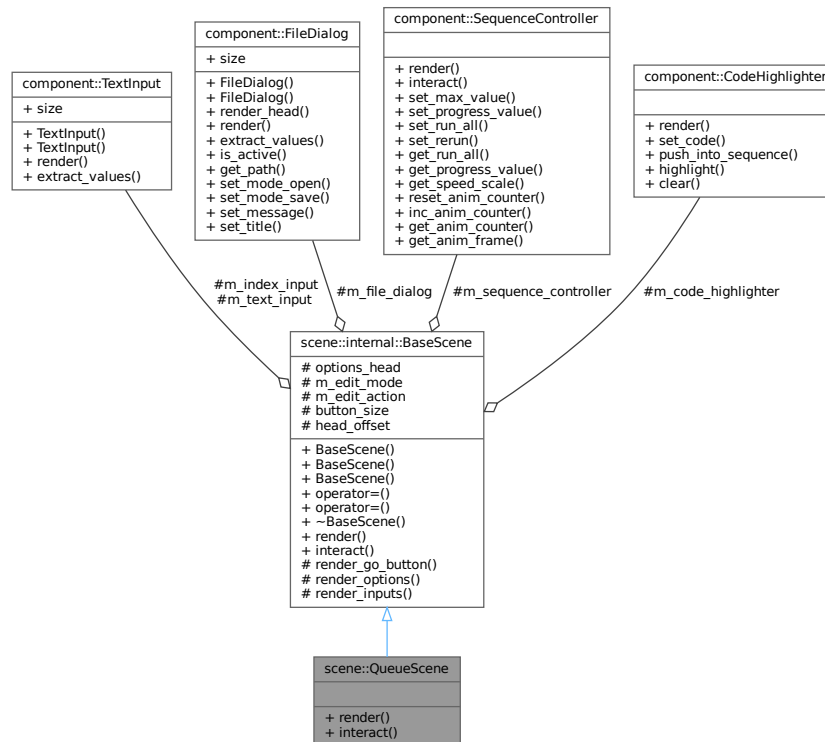 component::TextInput
+ size
+ TextInput()
+ TextInput()
+ render()
+ extract_values()
component::FileDialog
+ size
+ FileDialog()
+ FileDialog()
+ render_head()
+ render()
+ extract_values()
+ is_active()
+ get_path()
+ set_mode_open()
+ set_mode_save()
+ set_message()
+ set_title()
component::SequenceController
+ render()
+ interact()
+ set_max_value()
+ set_progress_value()
+ set_run_all()
+ set_rerun()
+ get_run_all()
+ get_progress_value()
+ get_speed_scale()
+ reset_anim_counter()
+ inc_anim_counter()
+ get_anim_counter()
+ get_anim_frame()
component::CodeHighlighter
+ render()
+ set_code()
+ push_into_sequence()
+ highlight()
+ clear()
#m_index_input
#m_text_input
#m_file_dialog
#m_sequence_controller
#m_code_highlighter
scene::internal::BaseScene
# options_head
# m_edit_mode
# m_edit_action
# button_size
# head_offset
+ BaseScene()
+ BaseScene()
+ BaseScene()
+ operator=()
+ operator=()
+ ~BaseScene()
+ render()
+ interact()
# render_go_button()
# render_options()
# render_inputs()
scene::QueueScene
+ render()
+ interact()